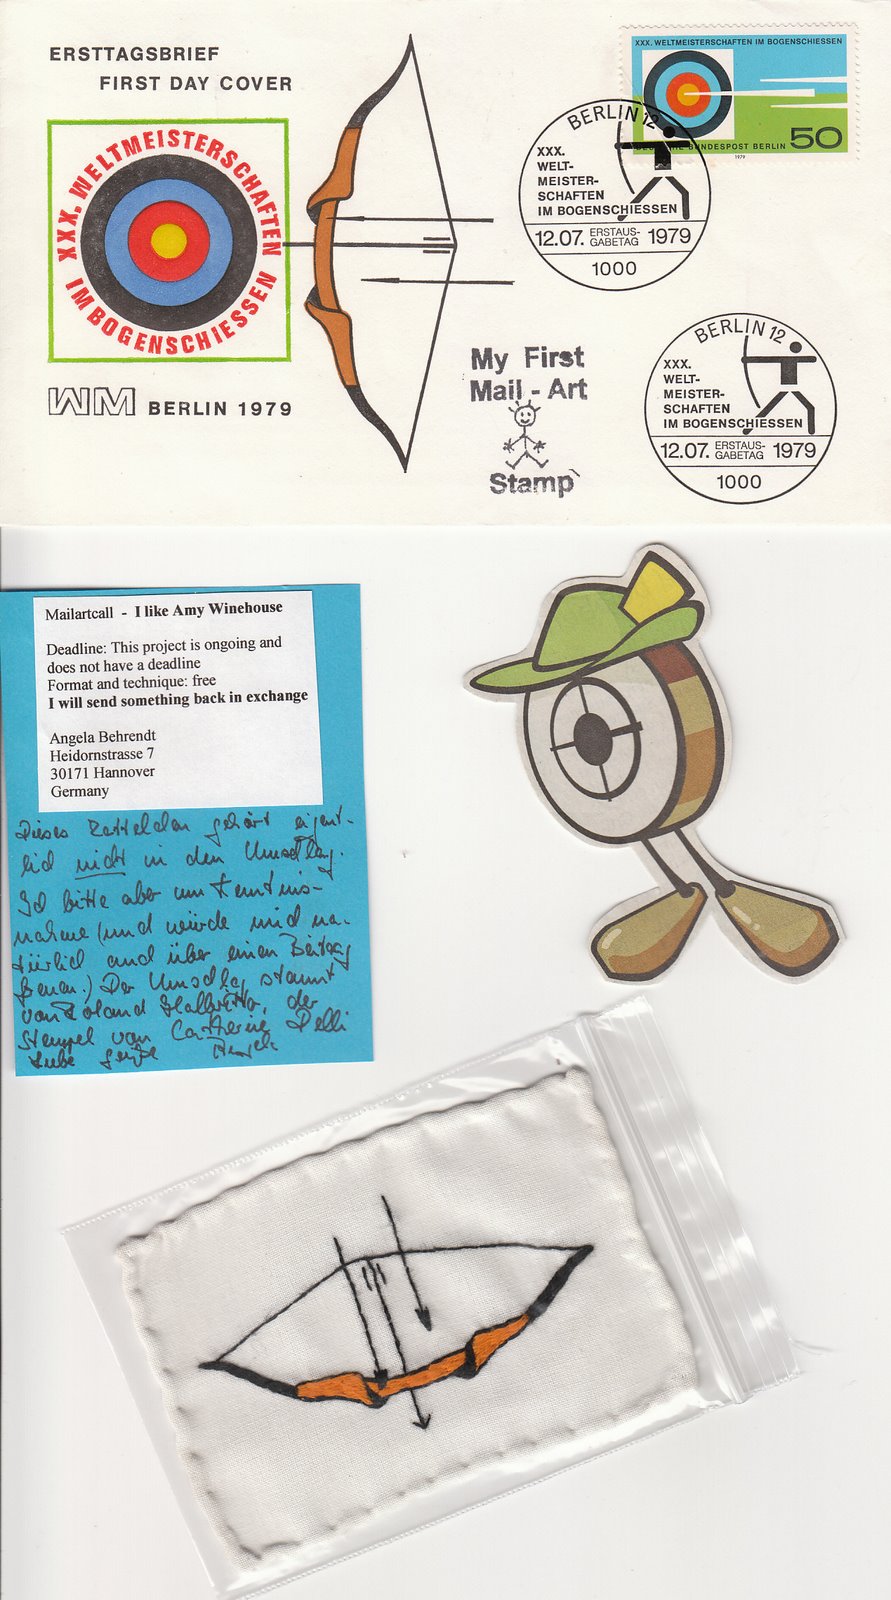 ERSTTAGSBRIEF
FIRST DAY COVER
XXX. WELTMEISTERSCHAFTEN
IM BOGENSCHIESSEN
WM BERLIN 1979
XXX. WELTMEISTERSCHAFTEN IM BOGENSCHIESSEN
DEUTSCHE BUNDESPOST BERLIN 50
1979
BERLIN 12
XXX.
WELT-
MEISTER-
SCHAFTEN
IM BOGENSCHIESSEN
12.07. ERSTAUS-
GABETAG 1979
1000
My First
Mail - Art
Stamp
BERLIN 12
XXX.
WELT-
MEISTER-
SCHAFTEN
IM BOGENSCHIESSEN
12.07. ERSTAUS-
GABETAG 1979
1000
Mailartcall - I like Amy Winehouse
Deadline: This project is ongoing and
does not have a deadline
Format and technique: free
I will send something back in exchange
Angela Behrendt
Heidornstrasse 7
30171 Hannover
Germany
Dieses Zettelchen gehört eigent-
lich nicht in den Umschlag.
Ich bitte aber um Kenntnis-
nahme (und würde mich na-
türlich auch über einen Beitrag
freuen.) Der Umschlag stammt
von Roland Halbritter, der
Stempel von Catherine Petti
Liebe Grüße Angela